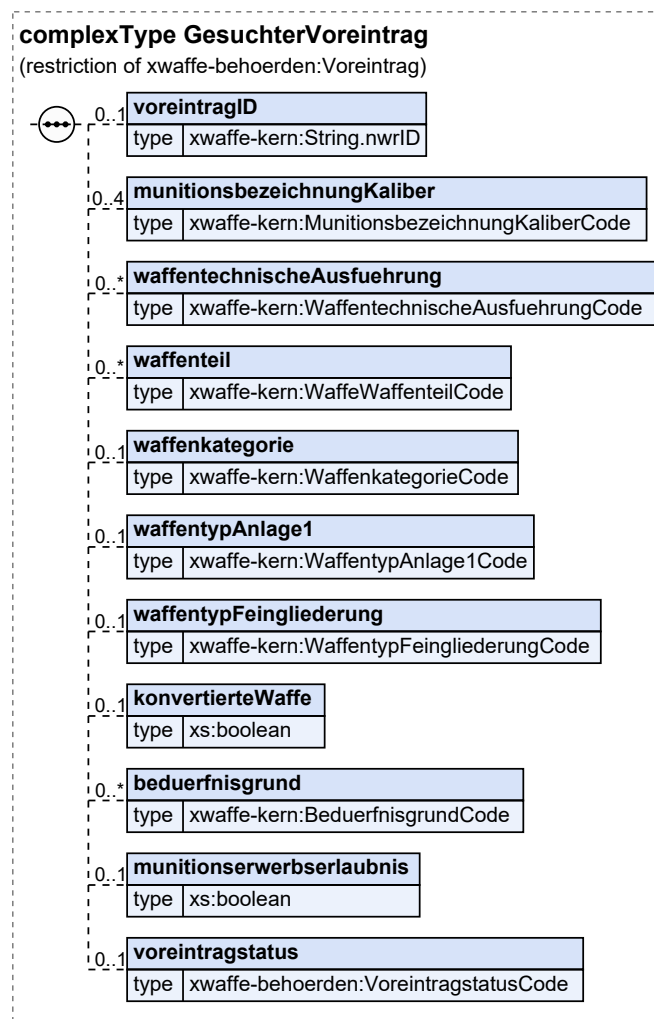 complexType GesuchterVoreintrag
(restriction of xwaffe-behoerden:Voreintrag)
0..1 voreintragID
type xwaffe-kern:String.nwrID
0..4 munitionsbezeichnungKaliber
type xwaffe-kern:MunitionsbezeichnungKaliberCode
0..* waffentechnischeAusfuehrung
type xwaffe-kern:WaffentechnischeAusfuehrungCode
0..* waffenteil
type xwaffe-kern:WaffeWaffenteilCode
0..1 waffenkategorie
type xwaffe-kern:WaffenkategorieCode
0..1 waffentypAnlage1
type xwaffe-kern:WaffentypAnlage1Code
0..1 waffentypFeingliederung
type xwaffe-kern:WaffentypFeingliederungCode
0..1 konvertierteWaffe
type xs:boolean
0..* beduerfnisgrund
type xwaffe-kern:BeduerfnisgrundCode
0..1 munitionserwerbserlaubnis
type xs:boolean
0..1 voreintragstatus
type xwaffe-behoerden:VoreintragstatusCode